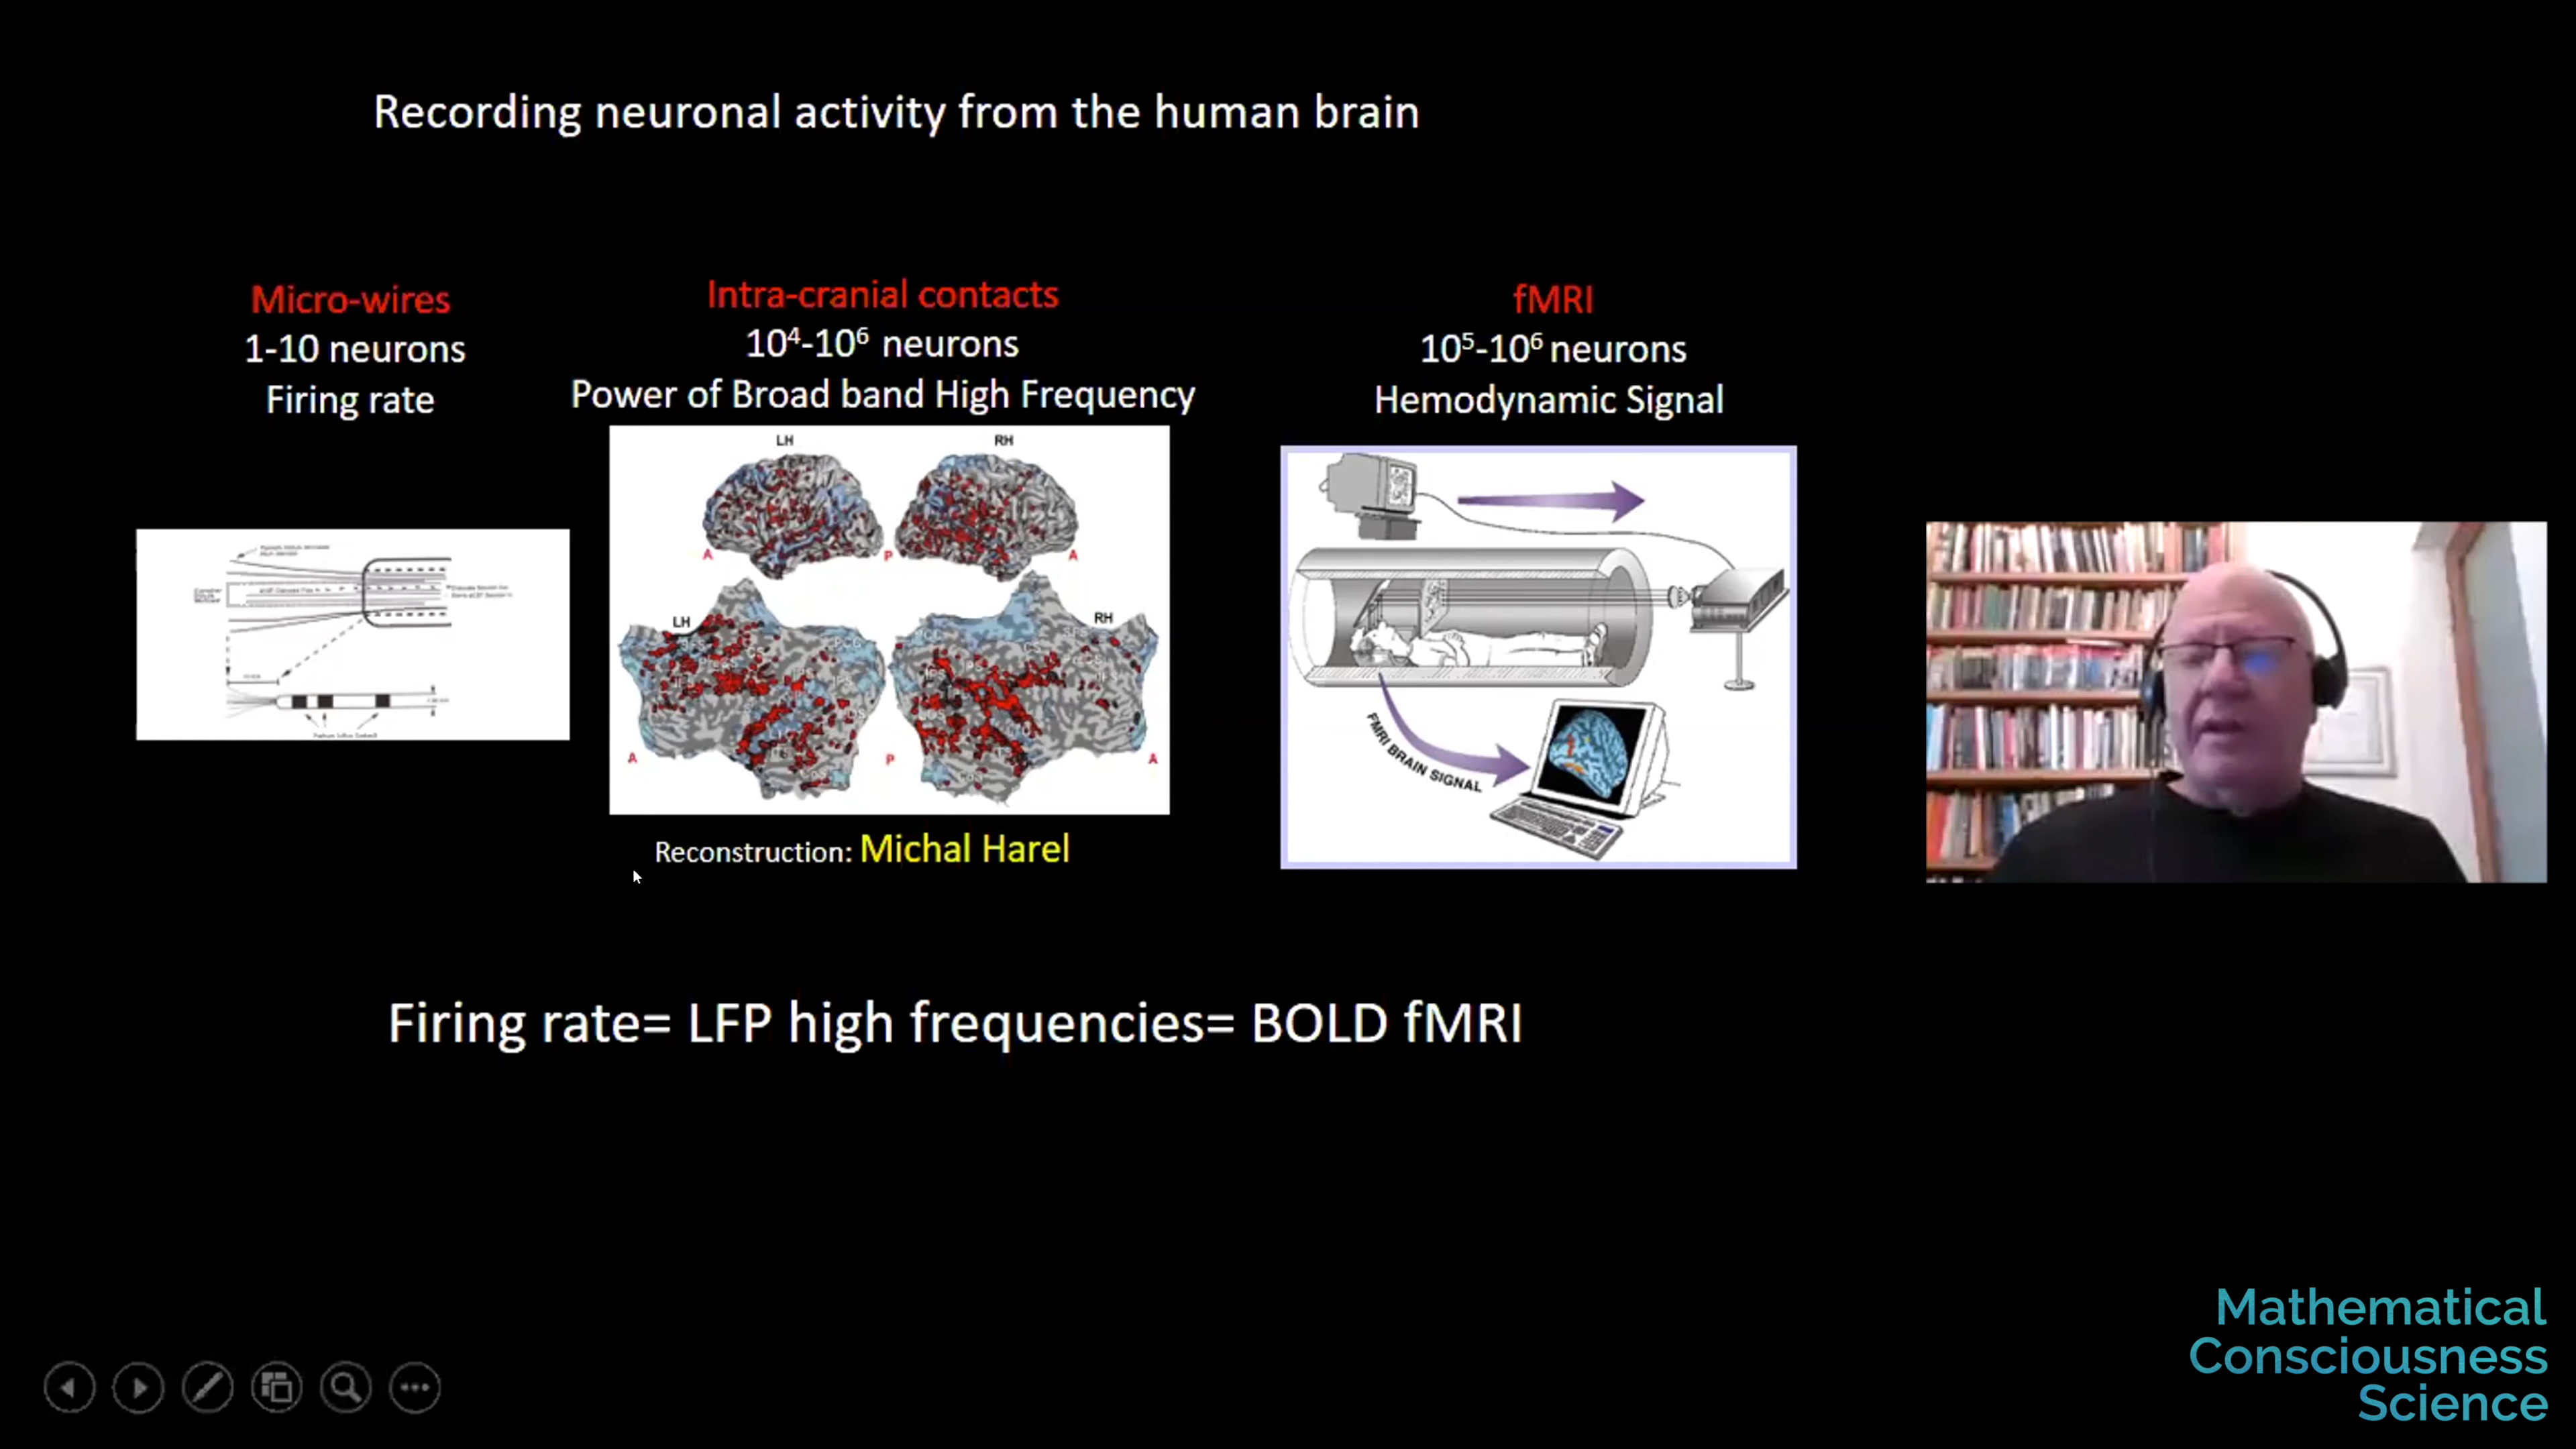 Recording neuronal activity from the human brain
Micro-wires
1-10 neurons
Firing rate
Intra-cranial contacts
10⁴-10⁶ neurons
Power of Broad band High Frequency
fMRI
10⁵-10⁶ neurons
Hemodynamic Signal
LH
RH
A
P
A
LH
RH
A
P
A
FMRI BRAIN SIGNAL
Reconstruction: Michal Harel
Firing rate= LFP high frequencies= BOLD fMRI
Mathematical
Consciousness
Science